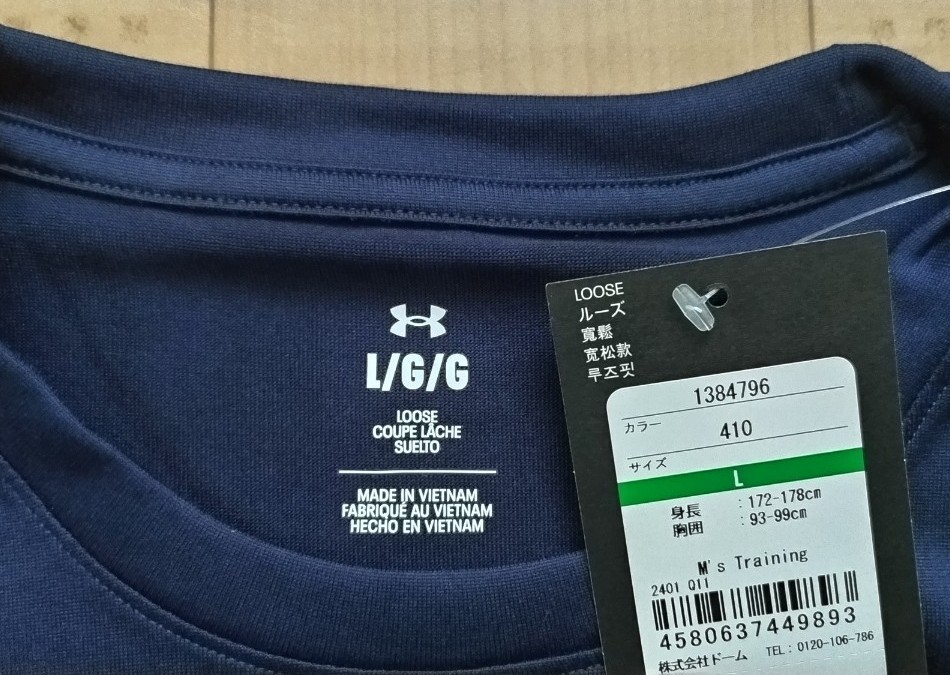 L/G/G
LOOSE
COUPE LÂCHE
SUELTO
MADE IN VIETNAM
FABRIQUÉ AU VIETNAM
HECHO EN VIETNAM
LOOSE
ルーズ
寬鬆
宽松款
루즈핏
1384796
カラー 410
サイズ
L
身長 : 172-178cm
胸囲 : 93-99cm
M's Training
2401 Q11
4580637449893
株式会社ドーム TEL: 0120-106-786